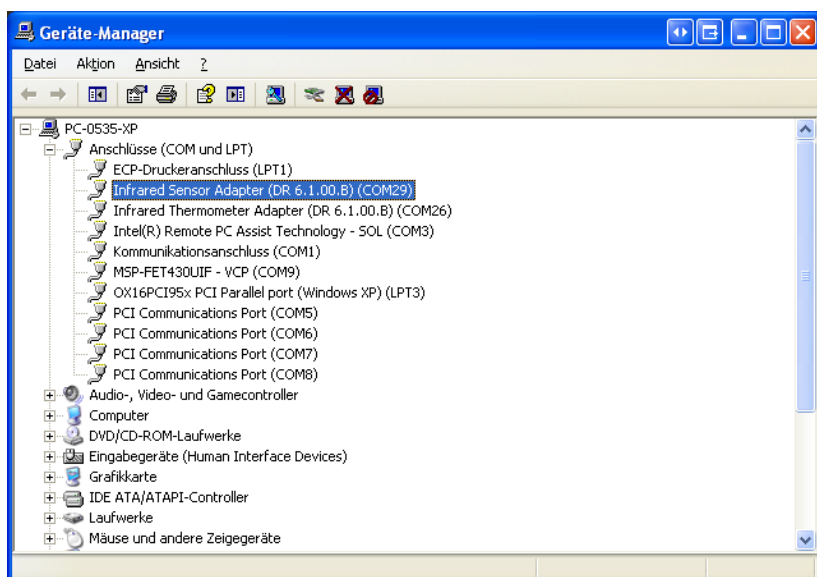 Geräte-Manager
Datei Aktion Ansicht ?
PC-0535-XP
Anschlüsse (COM und LPT)
ECP-Druckeranschluss (LPT1)
Infrared Sensor Adapter (DR 6.1.00.B) (COM29)
Infrared Thermometer Adapter (DR 6.1.00.B) (COM26)
Intel(R) Remote PC Assist Technology - SOL (COM3)
Kommunikationsanschluss (COM1)
MSP-FET430UIF - VCP (COM9)
OX16PCI95x PCI Parallel port (Windows XP) (LPT3)
PCI Communications Port (COM5)
PCI Communications Port (COM6)
PCI Communications Port (COM7)
PCI Communications Port (COM8)
Audio-, Video- und Gamecontroller
Computer
DVD/CD-ROM-Laufwerke
Eingabegeräte (Human Interface Devices)
Grafikkarte
IDE ATA/ATAPI-Controller
Laufwerke
Mäuse und andere Zeigegeräte